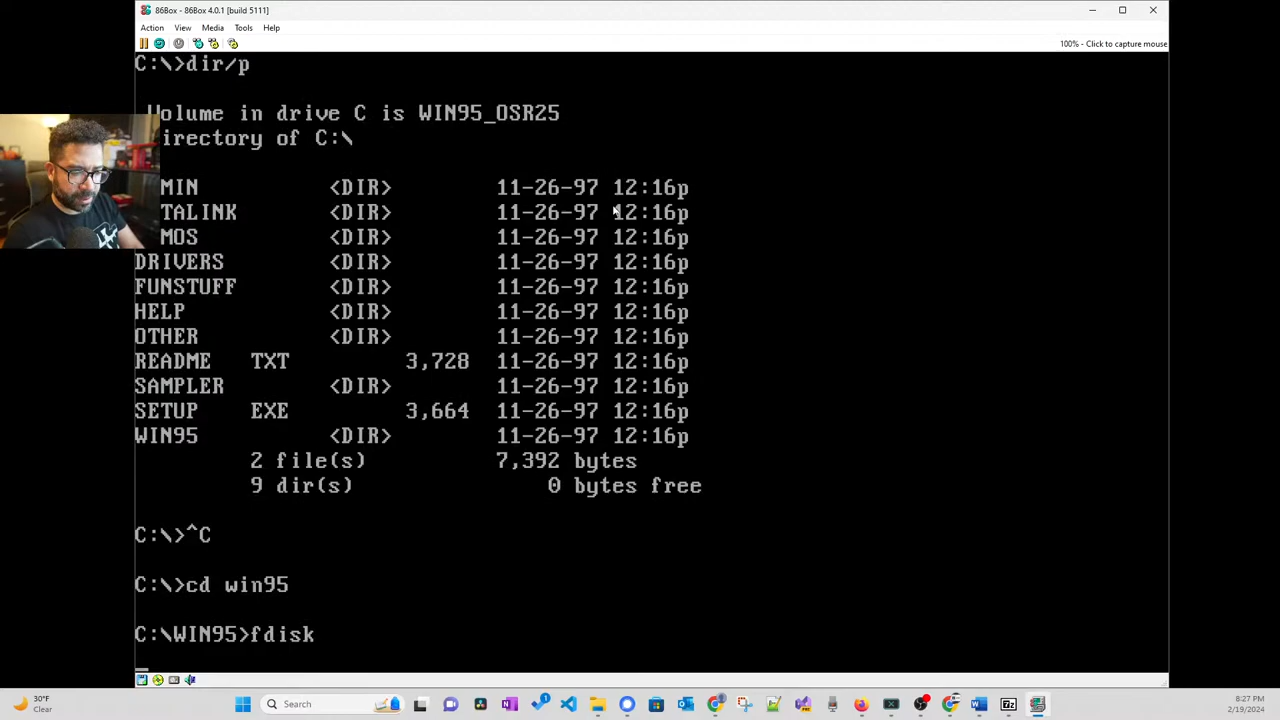 86Box - 86Box 4.0.1 [build 5111]
Action View Media Tools Help
100% - Click to capture mouse
C:\>dir/p
Volume in drive C is WIN95_OSR25
irectory of C:\
MIN <DIR> 11-26-97 12:16p
TALINK <DIR> 11-26-97 12:16p
MOS <DIR> 11-26-97 12:16p
DRIVERS <DIR> 11-26-97 12:16p
FUNSTUFF <DIR> 11-26-97 12:16p
HELP <DIR> 11-26-97 12:16p
OTHER <DIR> 11-26-97 12:16p
README TXT 3,728 11-26-97 12:16p
SAMPLER <DIR> 11-26-97 12:16p
SETUP EXE 3,664 11-26-97 12:16p
WIN95 <DIR> 11-26-97 12:16p
2 file(s) 7,392 bytes
9 dir(s) 0 bytes free
C:\>^C
C:\>cd win95
C:\WIN95>fdisk
30°F
Clear
Search
1
7z
8:27 PM
2/19/2024